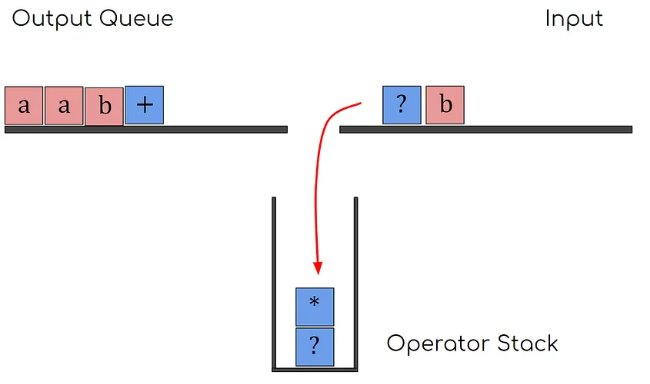 Output Queue
Input
a a b +
? b
*
?
Operator Stack